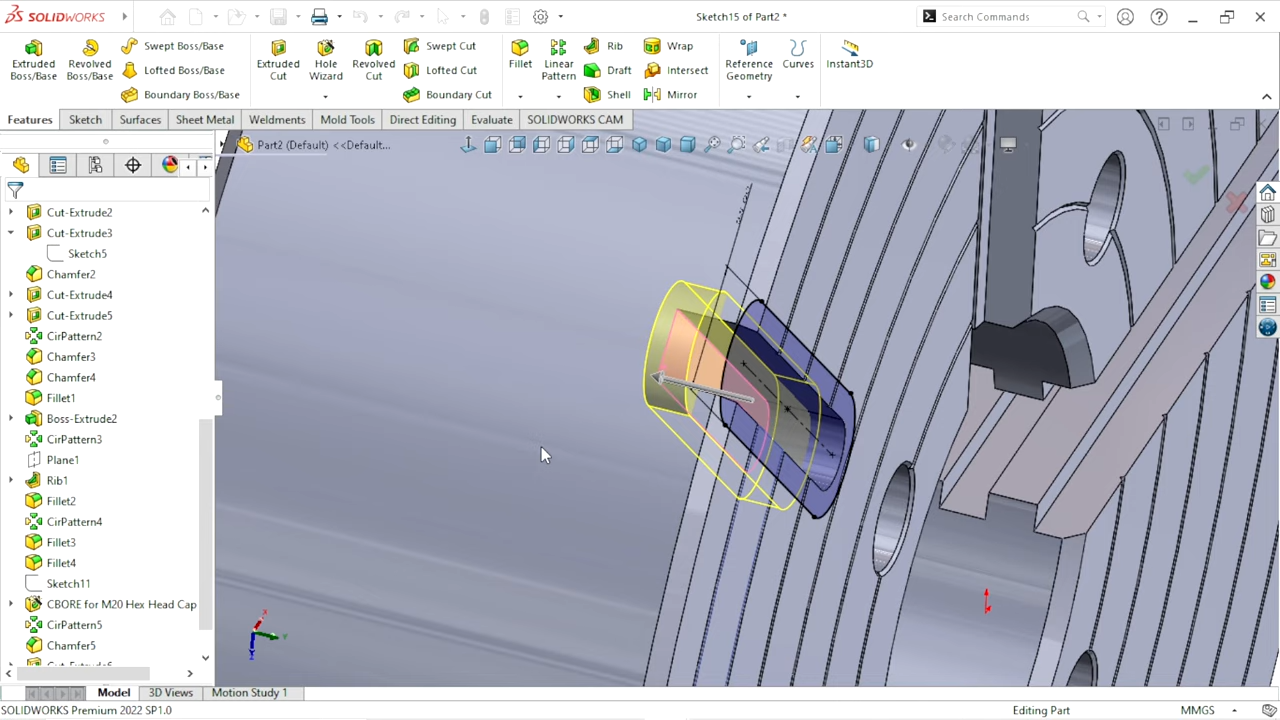 SOLIDWORKS
Sketch15 of Part2 *
Search Commands
Extruded Boss/Base
Revolved Boss/Base
Swept Boss/Base
Lofted Boss/Base
Boundary Boss/Base
Extruded Cut
Hole Wizard
Revolved Cut
Swept Cut
Lofted Cut
Boundary Cut
Fillet
Linear Pattern
Rib
Draft
Shell
Wrap
Intersect
Mirror
Reference Geometry
Curves
Instant3D
Features
Sketch
Surfaces
Sheet Metal
Weldments
Mold Tools
Direct Editing
Evaluate
SOLIDWORKS CAM
Part2 (Default) <<Default...
Cut-Extrude2
Cut-Extrude3
Sketch5
Chamfer2
Cut-Extrude4
Cut-Extrude5
CirPattern2
Chamfer3
Chamfer4
Fillet1
Boss-Extrude2
CirPattern3
Plane1
Rib1
Fillet2
CirPattern4
Fillet3
Fillet4
Sketch11
CBORE for M20 Hex Head Cap
CirPattern5
Chamfer5
Cut-Extrude6
Model
3D Views
Motion Study 1
SOLIDWORKS Premium 2022 SP1.0
Editing Part
MMGS